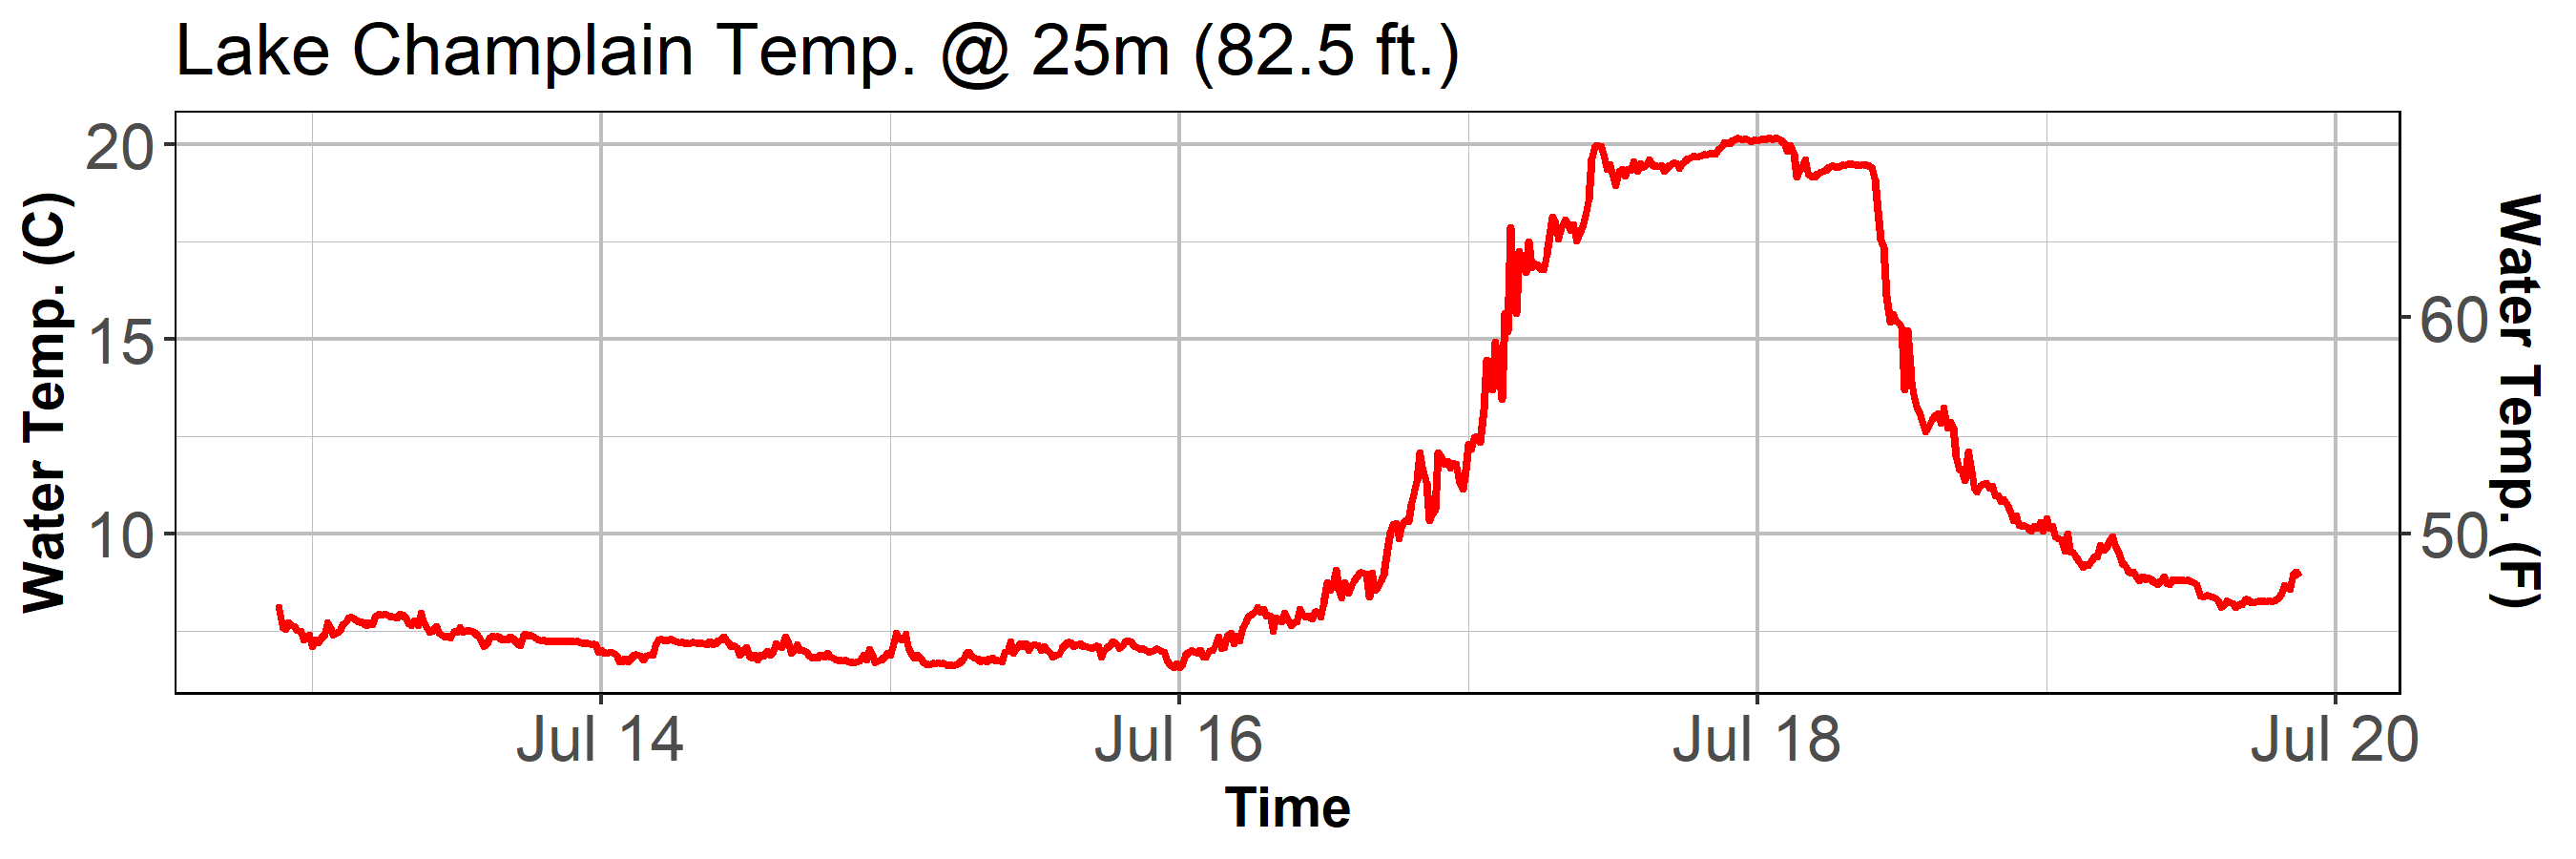 Lake Champlain Temp. @ 25m (82.5 ft.)
Water Temp. (C)
20
15
10
60
50
Water Temp. (F)
Jul 14 Jul 16 Jul 18 Jul 20
Time